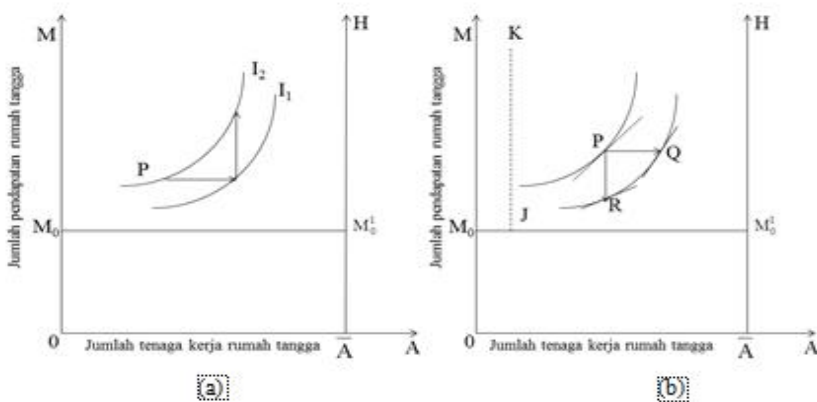 M
H
I₂
I₁
P
M₀
M₀¹
Jumlah pendapatan rumah tangga
0
Jumlah tenaga kerja rumah tangga
A̅
A
(a)
M
K
H
P
Q
R
J
M₀
M₀¹
Jumlah pendapatan rumah tangga
0
Jumlah tenaga kerja rumah tangga
A̅
A
(b)